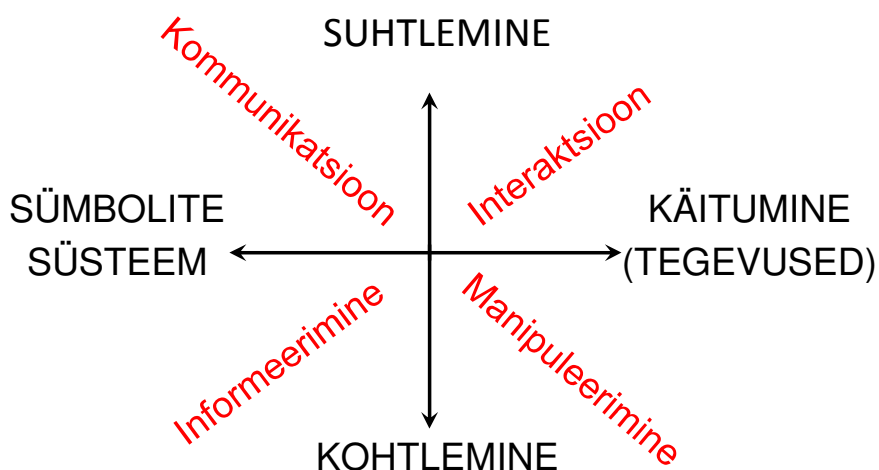 SUHTLEMINE
Kommunikatsioon
Interaktsioon
SÜMBOLITE
SÜSTEEM
KÄITUMINE
(TEGEVUSED)
Informeerimine
Manipuleerimine
KOHTLEMINE